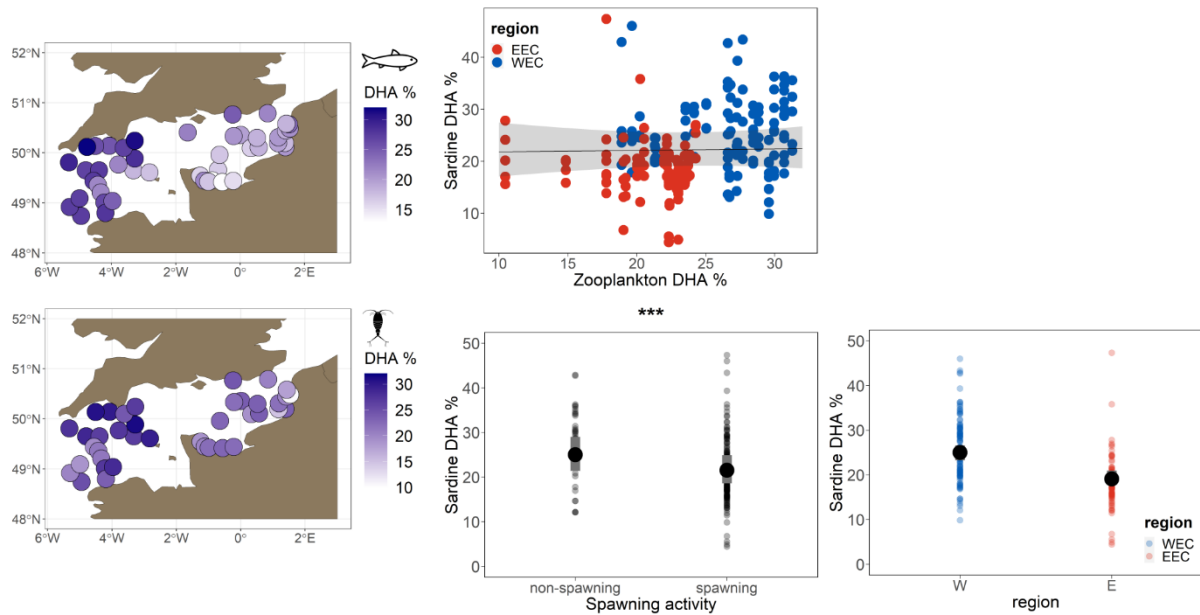 52°N
51°N
50°N
49°N
48°N
6°W
4°W
2°W
0°
2°E
DHA %
30
25
20
15
Sardine DHA %
40
30
20
10
10
15
20
25
30
Zooplankton DHA %
region
EEC
WEC
52°N
51°N
50°N
49°N
48°N
6°W
4°W
2°W
0°
2°E
DHA %
30
25
20
15
10
***
Sardine DHA %
50
40
30
20
10
0
non-spawning
spawning
Spawning activity
Sardine DHA %
50
40
30
20
10
0
W
E
region
region
WEC
EEC